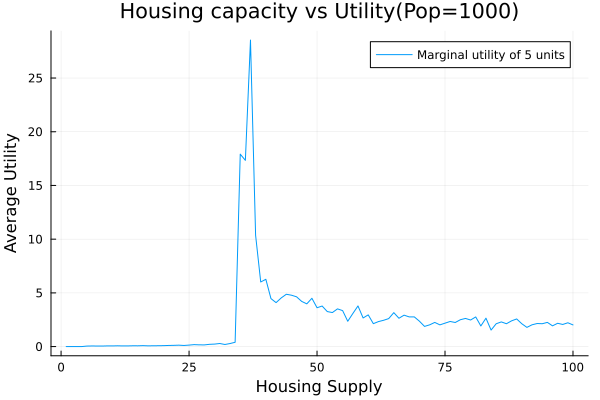 Housing capacity vs Utility(Pop=1000)
Marginal utility of 5 units
Average Utility
25
20
15
10
5
0
0 25 50 75 100
Housing Supply